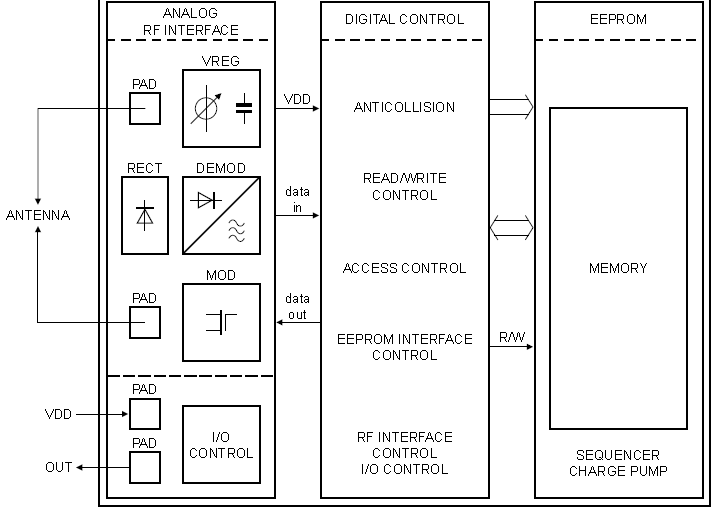 ANALOG
RF INTERFACE
DIGITAL CONTROL
EEPROM
VREG
PAD
VDD
ANTICOLLISION
RECT
DEMOD
READ/WRITE
CONTROL
data
in
ANTENNA
ACCESS CONTROL
MEMORY
MOD
PAD
data
out
EEPROM INTERFACE
CONTROL
R/W
PAD
VDD
I/O
CONTROL
PAD
OUT
RF INTERFACE
CONTROL
I/O CONTROL
SEQUENCER
CHARGE PUMP